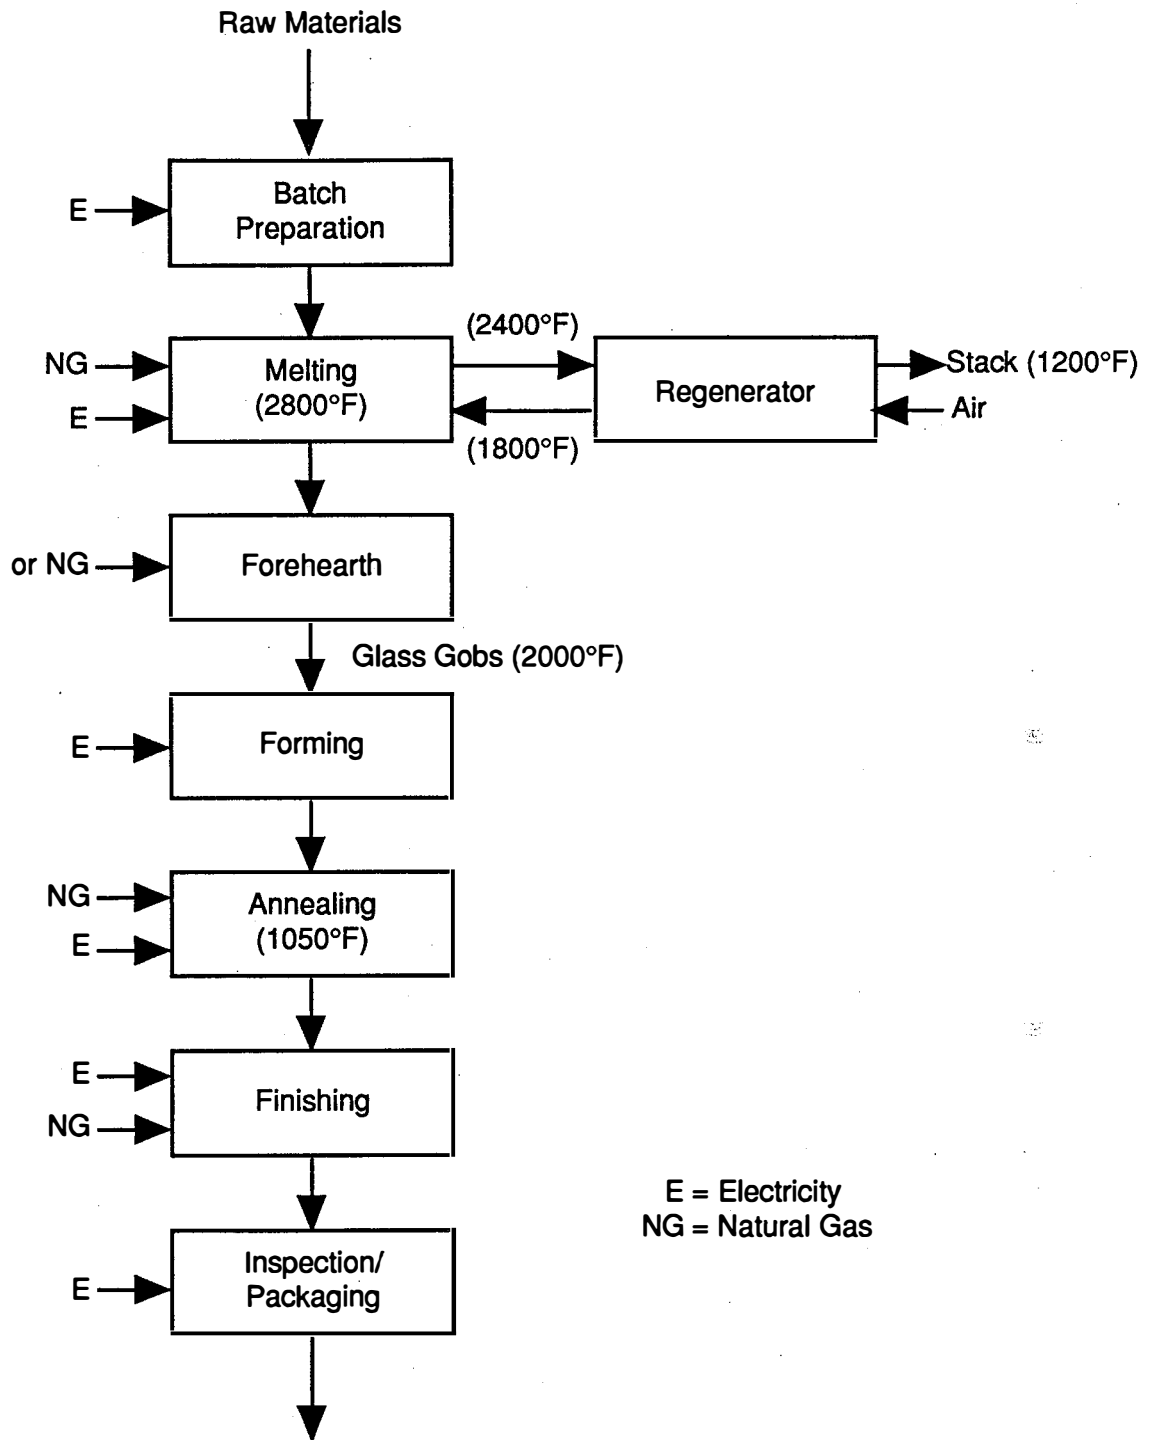 Raw Materials
E
Batch
Preparation
NG
E
Melting
(2800°F)
(2400°F)
(1800°F)
Regenerator
Stack (1200°F)
Air
or NG
Forehearth
Glass Gobs (2000°F)
E
Forming
NG
E
Annealing
(1050°F)
E
NG
Finishing
E = Electricity
NG = Natural Gas
E
Inspection/
Packaging